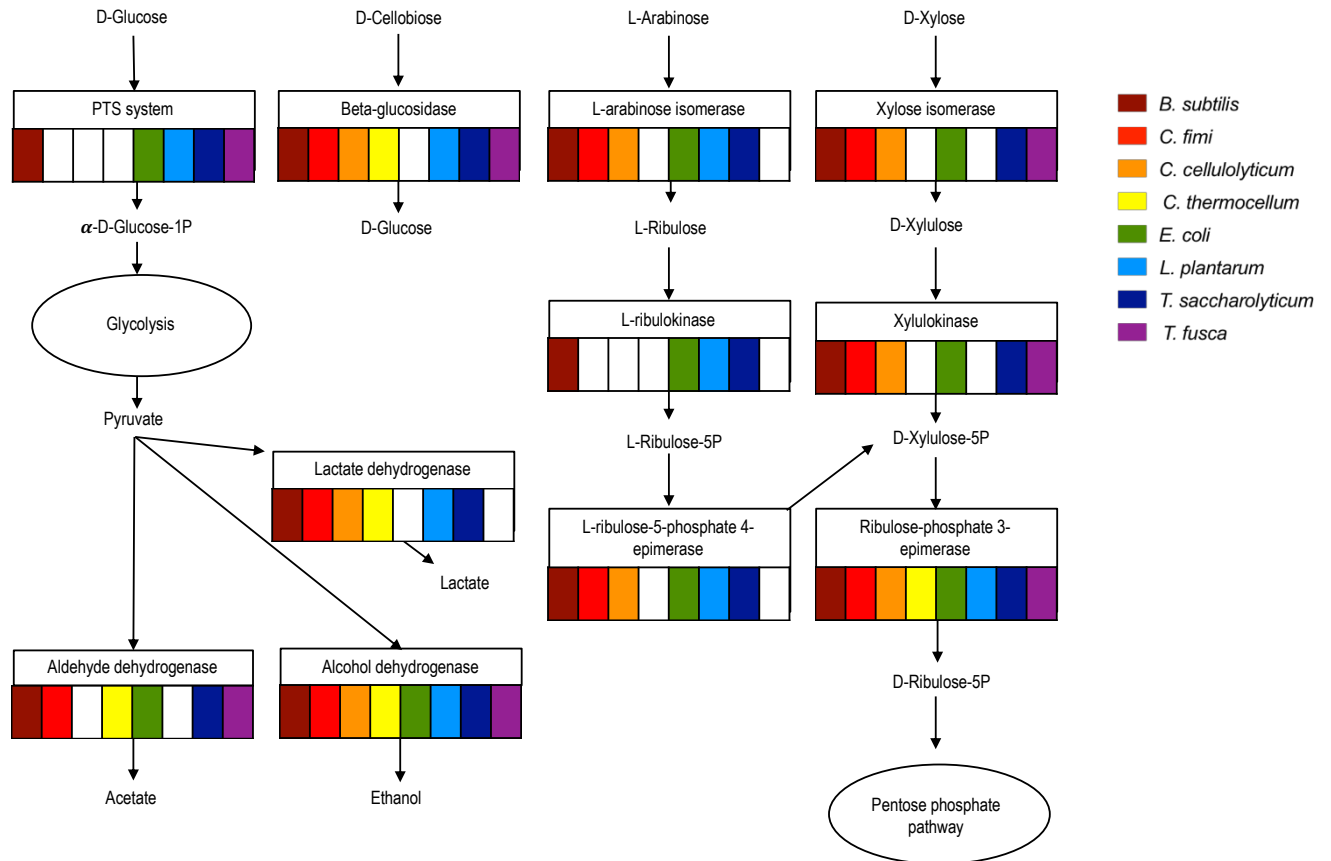 D-Glucose
D-Cellobiose
L-Arabinose
D-Xylose
PTS system
Beta-glucosidase
L-arabinose isomerase
Xylose isomerase
B. subtilis
C. fimi
C. cellulolyticum
C. thermocellum
E. coli
L. plantarum
T. saccharolyticum
T. fusca
α-D-Glucose-1P
D-Glucose
L-Ribulose
D-Xylulose
Glycolysis
L-ribulokinase
Xylulokinase
Pyruvate
L-Ribulose-5P
D-Xylulose-5P
Lactate dehydrogenase
L-ribulose-5-phosphate 4-
epimerase
Ribulose-phosphate 3-
epimerase
Lactate
Aldehyde dehydrogenase
Alcohol dehydrogenase
D-Ribulose-5P
Acetate
Ethanol
Pentose phosphate
pathway